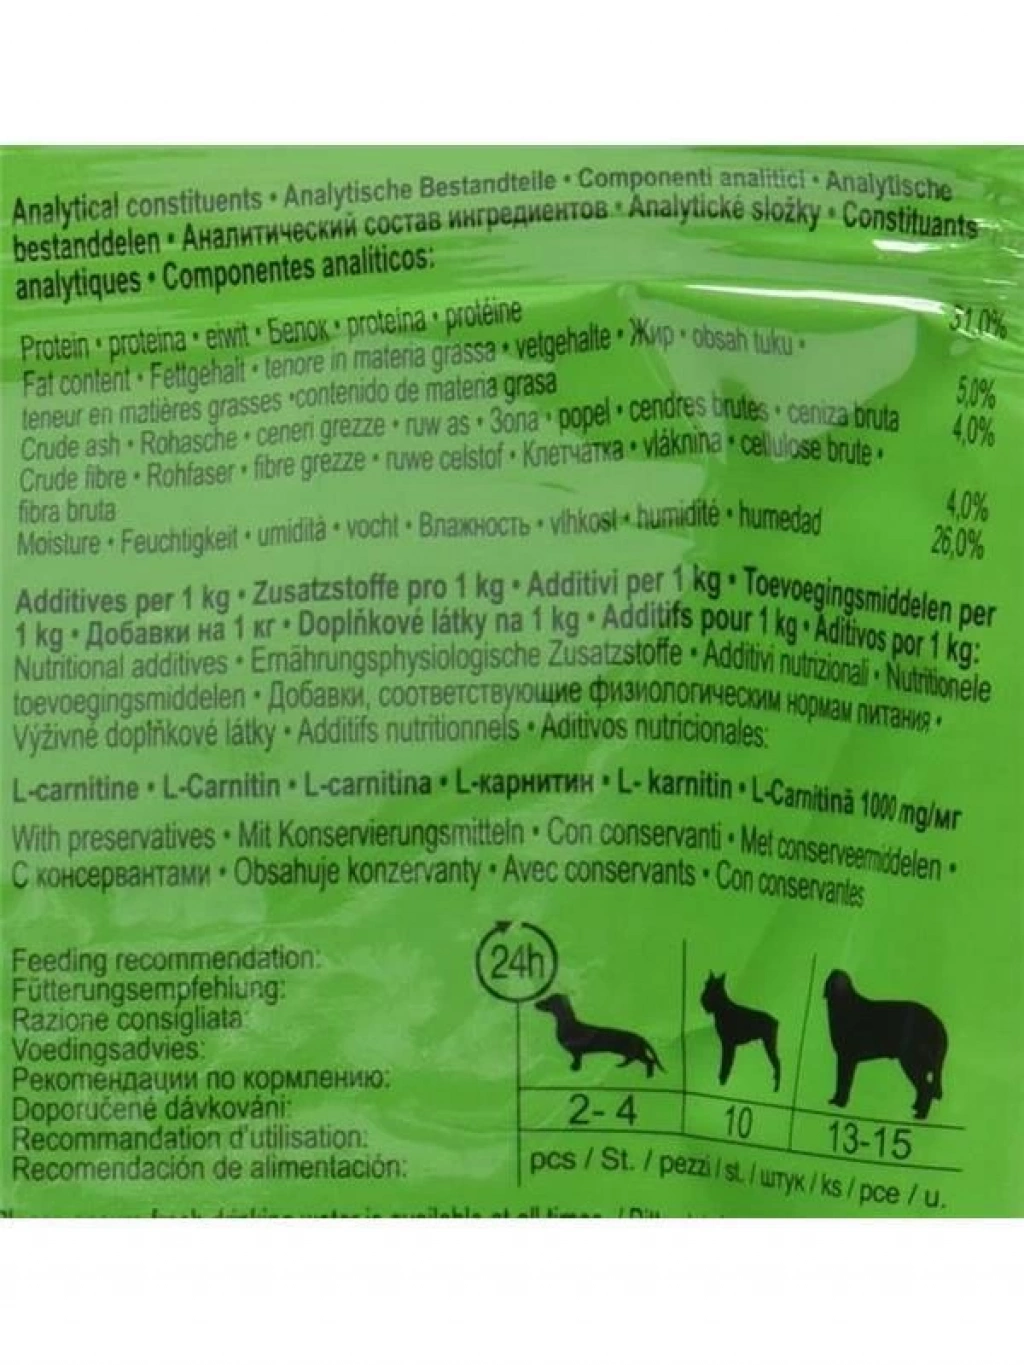 Analytical constituents • Analytische Bestandteile • Componenti analitici • Analytische
bestanddelen • Аналитический состав ингредиентов • Analytické složky • Constituants
analytiques • Componentes analíticos:
Protein • proteina • eiwit • Белок • proteina • protéine 51,0%
Fat content • Fettgehalt • tenore in materia grassa • vetgehalte • Жир • obsah tuku •
teneur en matières grasses •contenido de materia grasa 5,0%
Crude ash • Rohasche • ceneri grezze • ruw as • Зола • popel • cendres brutes • ceniza bruta 4,0%
Crude fibre • Rohfaser • fibre grezze • ruwe celstof • Клетчатка • vláknina • cellulose brute •
fibra bruta 4,0%
Moisture • Feuchtigkeit • umidità • vocht • Влажность • vlhkost • humidité • humedad 26,0%
Additives per 1 kg • Zusatzstoffe pro 1 kg • Additivi per 1 kg • Toevoegingsmiddelen per
1 kg • Добавки на 1 кг • Doplňkové látky na 1 kg • Additifs pour 1 kg • Aditivos por 1 kg:
Nutritional additives • Ernährungsphysiologische Zusatzstoffe • Additivi nutrizionali • Nutritionele
toevoegingsmiddelen • Добавки, соответствующие физиологическим нормам питания •
Výživné doplňkové látky • Additifs nutritionnels • Aditivos nutricionales:
L-carnitine • L-Carnitin • L-carnitina • L-карнитин • L- karnitin • L-Carnitină 1000 mg/мг
With preservatives • Mit Konservierungsmitteln • Con conservanti • Met conserveermiddelen •
С консервантами • Obsahuje konzervanty • Avec conservants • Con conservantes
Feeding recommendation:
Fütterungsempfehlung:
Razione consigliata:
Voedingsadvies:
Рекомендации по кормлению:
Doporučené dávkování:
Recommandation d'utilisation:
Recomendación de alimentación:
24h
2- 4 10 13-15
pcs / St. / pezzi / st. / штук / ks / pce / u.
fresh drinking water is available at all times. /